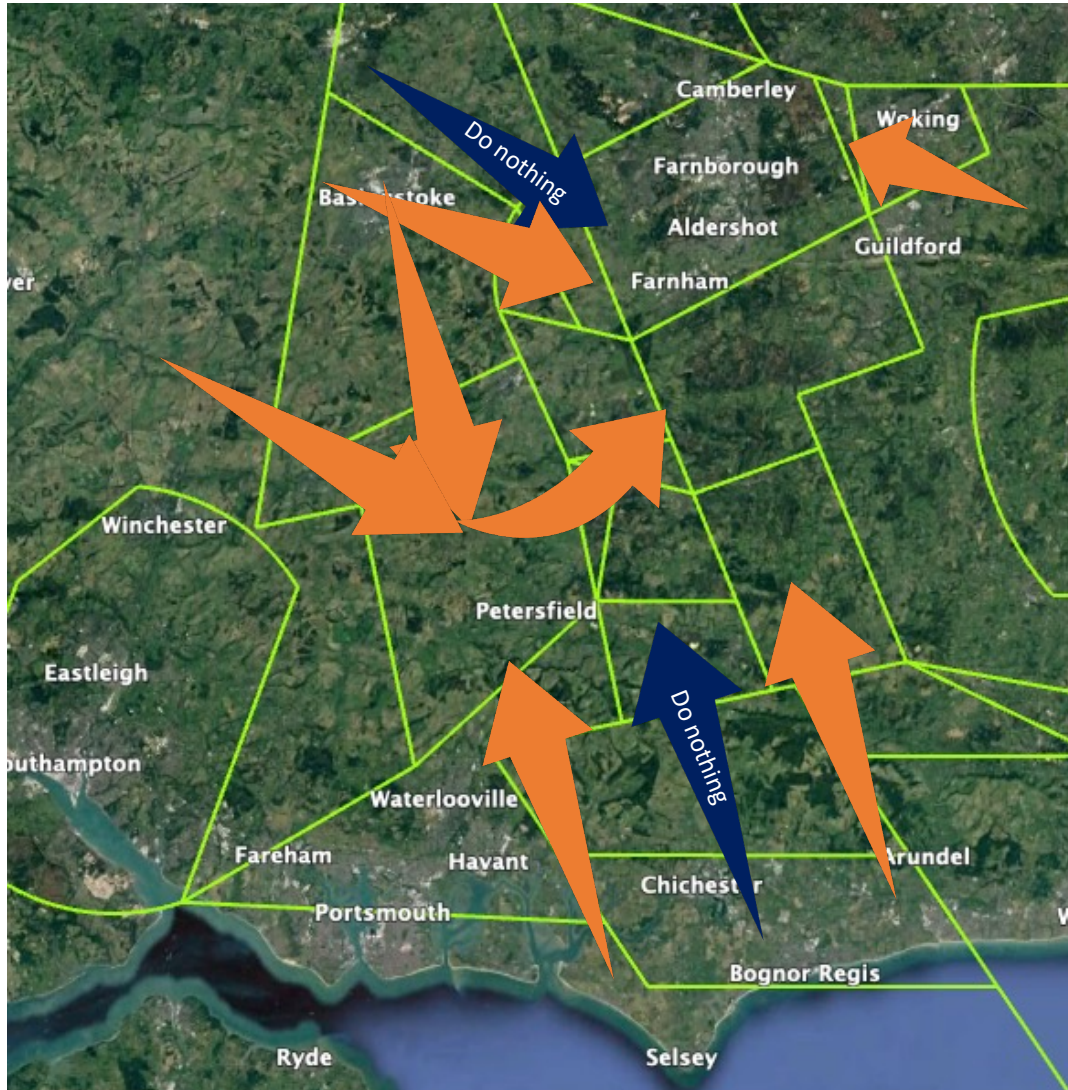 Camberley
Woking
Do nothing
Farnborough
Basingstoke
Aldershot
Guildford
Farnham
ver
Winchester
Petersfield
Eastleigh
Do nothing
outhampton
Waterlooville
Fareham
Havant
Arundel
Chichester
Portsmouth
W
Bognor Regis
Ryde
Selsey